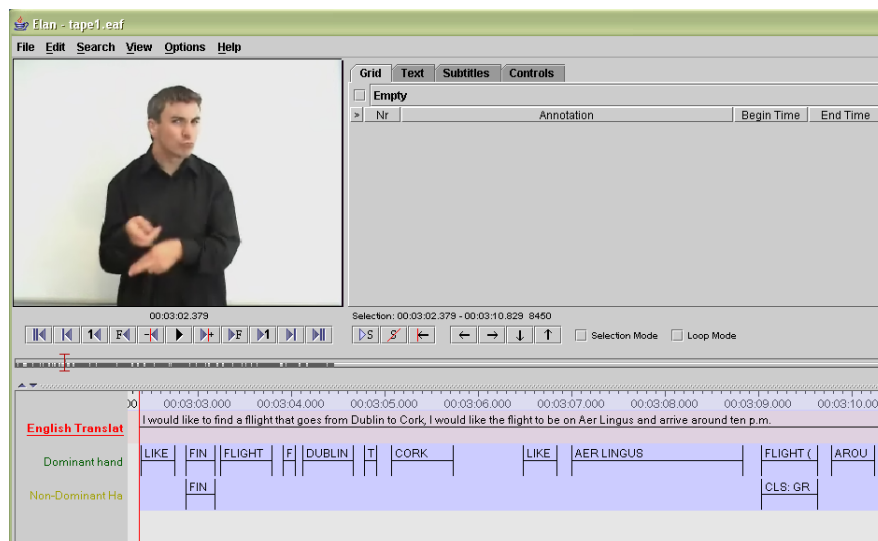 Elan - tape1.eaf
File Edit Search View Options Help
Grid Text Subtitles Controls
Empty
> Nr Annotation Begin Time End Time
00:03:02.379
Selection: 00:03:02.379 - 00:03:10.829 8450
1 F + F 1 S S Selection Mode Loop Mode
00 00:03:03.000 00:03:04.000 00:03:05.000 00:03:06.000 00:03:07.000 00:03:08.000 00:03:09.000 00:03:10.00
English Translat I would like to find a fllight that goes from Dublin to Cork, I would like the flight to be on Aer Lingus and arrive around ten p.m.
Dominant hand LIKE FIN FLIGHT F DUBLIN T CORK LIKE AER LINGUS FLIGHT ( AROU
Non-Dominant Ha FIN CLS: GR